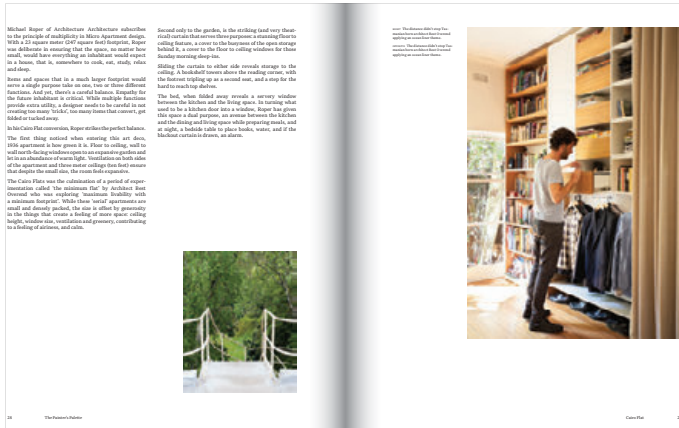 Michael Roper of Architecture Architecture subscribes
to the principle of multiplicity in Micro Apartment design.
With a 23 square meter (247 square feet) footprint, Roper
was deliberate in ensuring that the space, no matter how
small, would have everything an inhabitant would expect
in a house, that is, somewhere to cook, eat, study, relax
and sleep.
Items and spaces that in a much larger footprint would
serve a single purpose take on one, two or three different
functions. And yet, there's careful balance. Empathy for
the future inhabitant is critical. While multiple functions
provide extra utility, a designer needs to be careful in not
creating too many 'tricks', too many items that convert, get
folded or tucked away.
In his Cairo Flat conversion, Roper strikes the perfect balance.
The first thing noticed when entering this art deco,
1936 apartment is how green it is. Floor to ceiling, wall to
wall north-facing windows open to an expansive garden and
let in an abundance of warm light. Ventilation on both sides
of the apartment and three meter ceilings (ten feet) ensure
that despite the small size, the room feels expansive.
The Cairo Flats was the culmination of a period of exper-
imentation called 'the minimum flat' by Architect Best
Overend who was exploring 'maximum livability with
a minimum footprint'. While these 'serial' apartments are
small and densely packed, the size is offset by generosity
in the things that create a feeling of more space: ceiling
height, window size, ventilation and greenery, contributing
to a feeling of airiness, and calm.
Second only to the garden, is the striking (and very theat-
rical) curtain that serves three purposes: a stunning floor to
ceiling feature, a cover to the busyness of the open storage
behind it, a cover to the floor to ceiling windows for those
Sunday morning sleep-ins.
Sliding the curtain to either side reveals storage to the
ceiling. A bookshelf towers above the reading corner, with
the footrest tripling up as a second seat, and a step for the
hard to reach top shelves.
The bed, when folded away reveals a servery window
between the kitchen and the living space. In turning what
used to be a kitchen door into a window, Roper has given
this space a dual purpose, an avenue between the kitchen
and the dining and living space while preparing meals, and
at night, a bedside table to place books, water, and if the
blackout curtain is drawn, an alarm.
The Painter's Palette
Cairo Flat